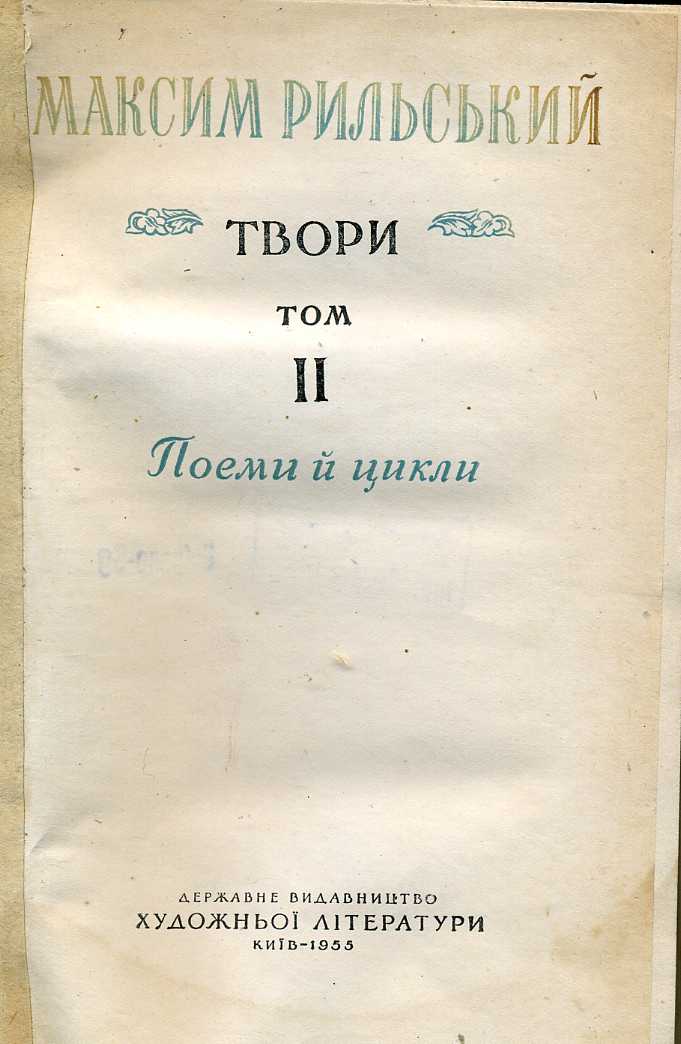 МАКСИМ РИЛЬСЬКИЙ
ТВОРИ
ТОМ
II
Поеми й цикли
ДЕРЖАВНЕ ВИДАВНИЦТВО
ХУДОЖНЬОЇ ЛІТЕРАТУРИ
КИЇВ-1955